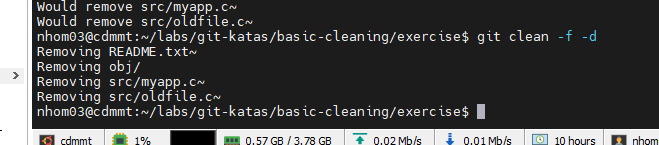 Would remove src/myapp.c~
Would remove src/oldfile.c~
nhom03@cdmmt:~/labs/git-katas/basic-cleaning/exercise$ git clean -f -d
Removing README.txt~
Removing obj/
Removing src/myapp.c~
Removing src/oldfile.c~
nhom03@cdmmt:~/labs/git-katas/basic-cleaning/exercise$
cdmmt 1% 0.57 GB / 3.78 GB 0.02 Mb/s 0.01 Mb/s 10 hours nhom